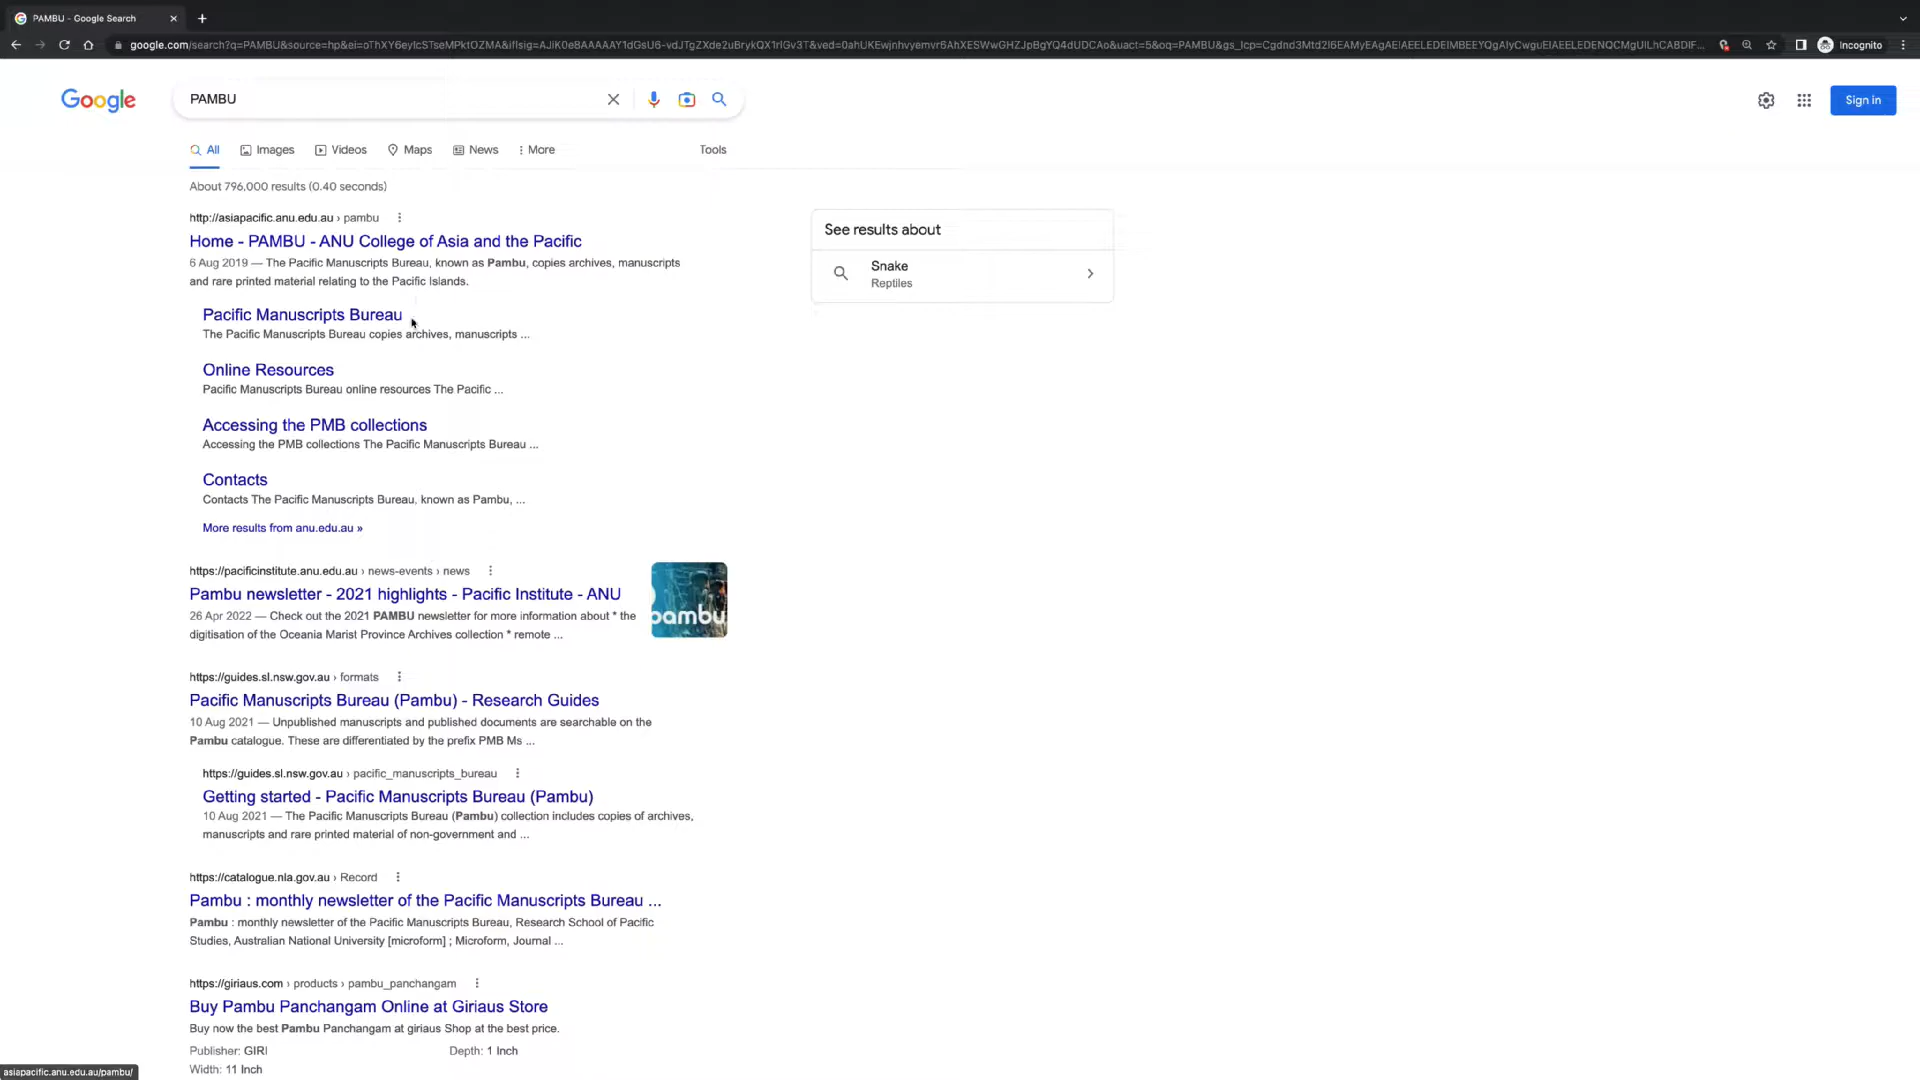 PAMBU - Google Search
google.com/search?q=PAMBU&source=hp&ei=
Incognito
Google
PAMBU
Sign in
All
Images
Videos
Maps
News
More
Tools
About 796,000 results (0.40 seconds)
http://asiapacific.anu.edu.au › pambu
Home - PAMBU - ANU College of Asia and the Pacific
6 Aug 2019 — The Pacific Manuscripts Bureau, known as Pambu, copies archives, manuscripts
and rare printed material relating to the Pacific Islands.
Pacific Manuscripts Bureau
The Pacific Manuscripts Bureau copies archives, manuscripts ...
Online Resources
Pacific Manuscripts Bureau online resources The Pacific ...
Accessing the PMB collections
Accessing the PMB collections The Pacific Manuscripts Bureau ...
Contacts
Contacts The Pacific Manuscripts Bureau, known as Pambu, ...
More results from anu.edu.au »
See results about
Snake
Reptiles
https://pacificinstitute.anu.edu.au › news-events › news
Pambu newsletter - 2021 highlights - Pacific Institute - ANU
26 Apr 2022 — Check out the 2021 PAMBU newsletter for more information about * the
digitisation of the Oceania Marist Province Archives collection * remote ...
pambu
https://guides.sl.nsw.gov.au › formats
Pacific Manuscripts Bureau (Pambu) - Research Guides
10 Aug 2021 — Unpublished manuscripts and published documents are searchable on the
Pambu catalogue. These are differentiated by the prefix PMB Ms ...
https://guides.sl.nsw.gov.au › pacific_manuscripts_bureau
Getting started - Pacific Manuscripts Bureau (Pambu)
10 Aug 2021 — The Pacific Manuscripts Bureau (Pambu) collection includes copies of archives,
manuscripts and rare printed material of non-government and ...
https://catalogue.nla.gov.au › Record
Pambu : monthly newsletter of the Pacific Manuscripts Bureau ...
Pambu : monthly newsletter of the Pacific Manuscripts Bureau, Research School of Pacific
Studies, Australian National University [microform] ; Microform, Journal ...
https://giriaus.com › products › pambu_panchangam
Buy Pambu Panchangam Online at Giriaus Store
Buy now the best Pambu Panchangam at giriaus Shop at the best price.
Publisher: GIRI
Depth: 1 Inch
Width: 11 Inch
asiapacific.anu.edu.au/pambu/